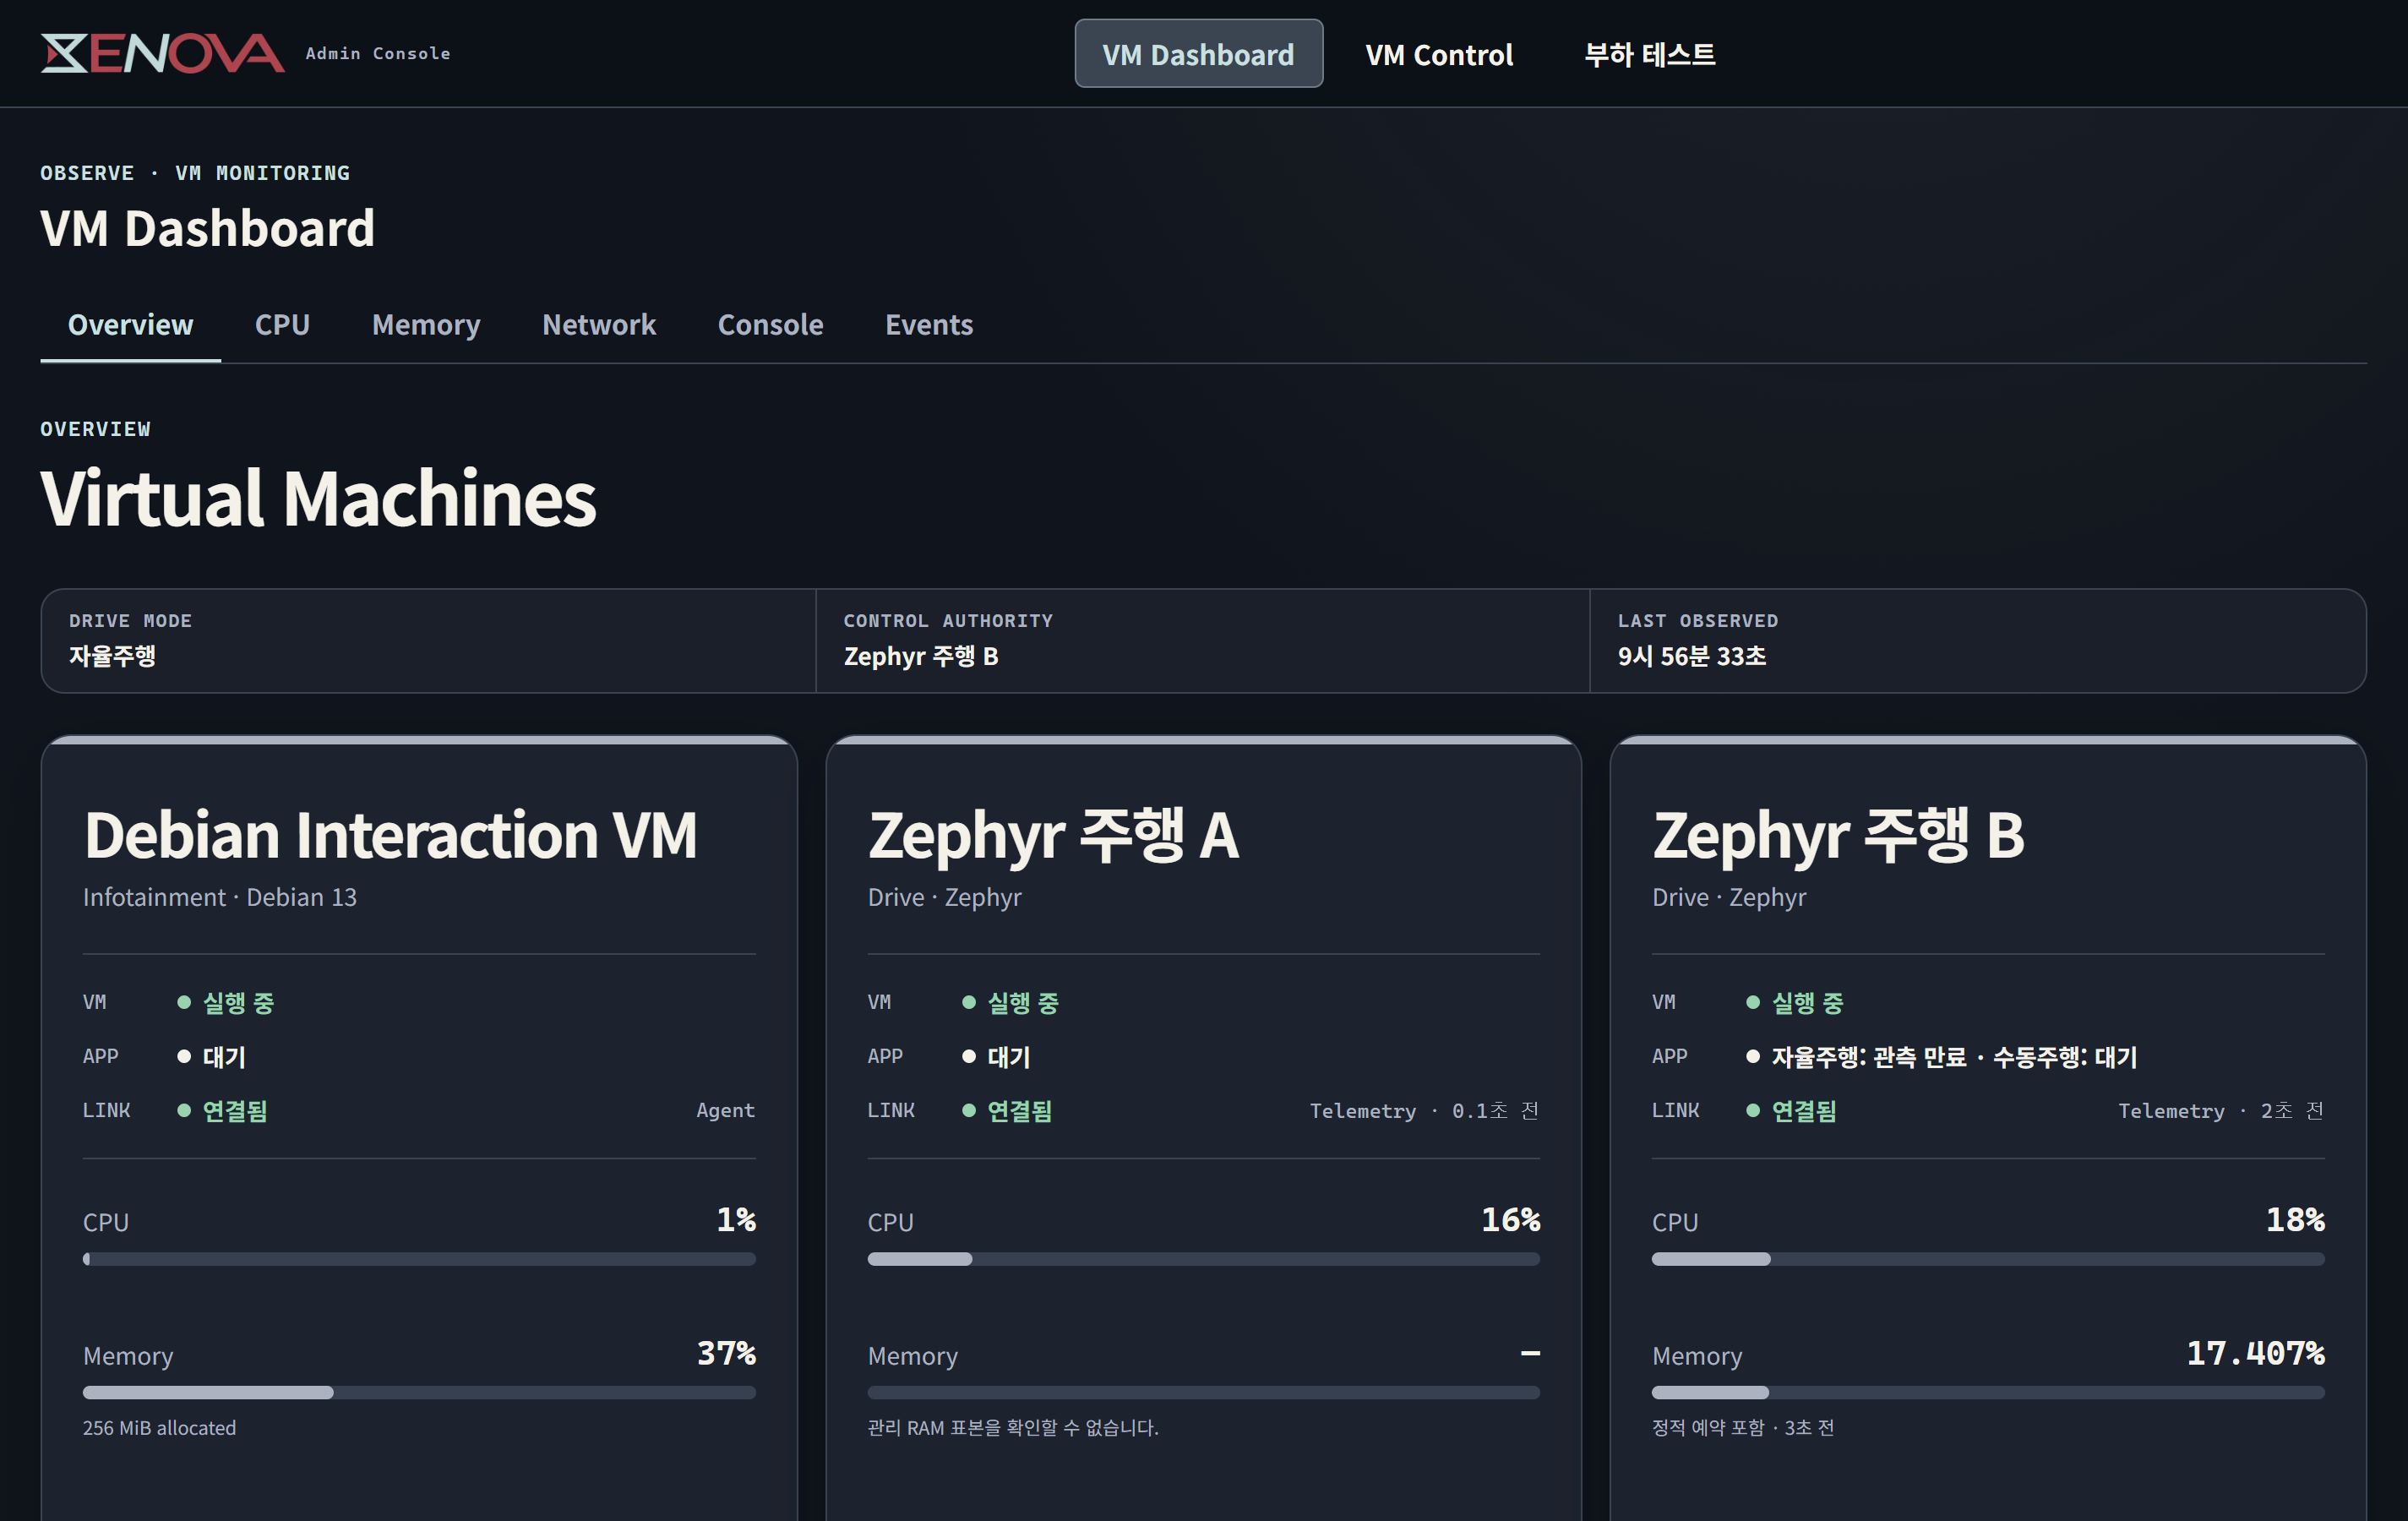 XENOVA Admin Console
VM Dashboard VM Control 부하 테스트
OBSERVE · VM MONITORING
VM Dashboard
Overview CPU Memory Network Console Events
OVERVIEW
Virtual Machines
DRIVE MODE
자율주행
CONTROL AUTHORITY
Zephyr 주행 B
LAST OBSERVED
9시 56분 33초
Debian Interaction VM
Infotainment · Debian 13
VM 실행 중
APP 대기
LINK 연결됨 Agent
CPU 1%
Memory 37%
256 MiB allocated
Zephyr 주행 A
Drive · Zephyr
VM 실행 중
APP 대기
LINK 연결됨 Telemetry · 0.1초 전
CPU 16%
Memory –
관리 RAM 표본을 확인할 수 없습니다.
Zephyr 주행 B
Drive · Zephyr
VM 실행 중
APP 자율주행: 관측 만료 · 수동주행: 대기
LINK 연결됨 Telemetry · 2초 전
CPU 18%
Memory 17.407%
정적 예약 포함 · 3초 전